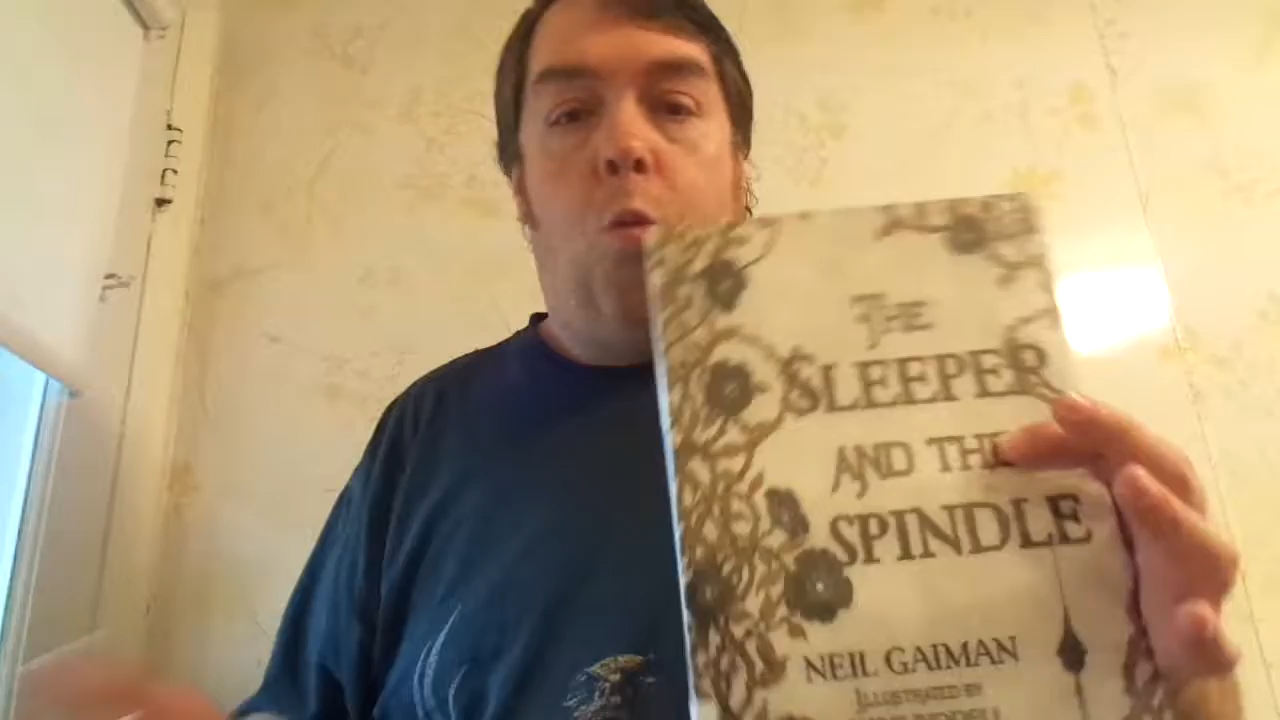 THE
SLEEPER
AND THE
SPINDLE
NEIL GAIMAN
ILLUSTRATED BY